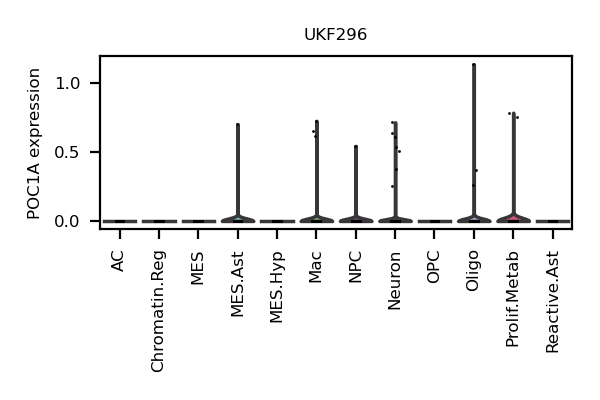 UKF296
POC1A expression
1.0
0.5
0.0
AC
Chromatin.Reg
MES
MES.Ast
MES.Hyp
Mac
NPC
Neuron
OPC
Oligo
Prolif.Metab
Reactive.Ast